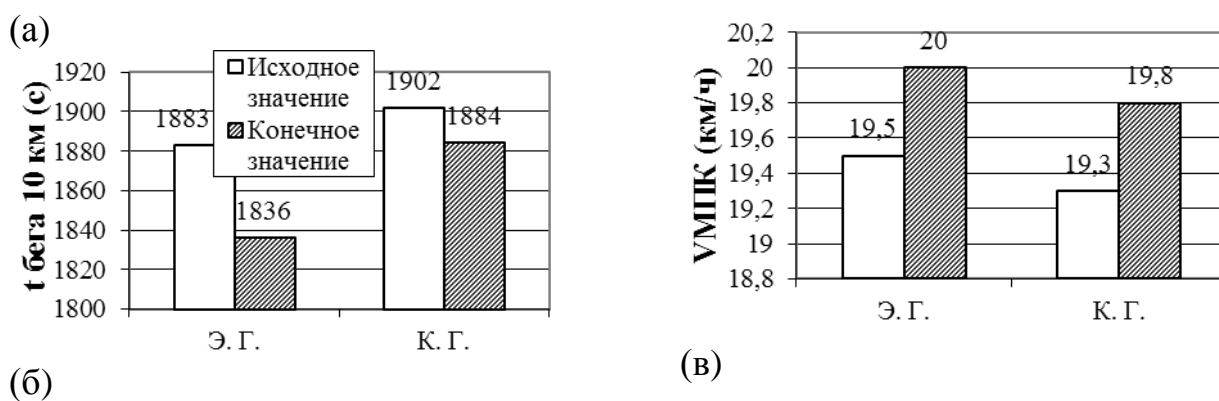 (а)
t бега 10 км (с)
1920
1900
1880
1860
1840
1820
1800
Исходное
значение
Конечное
значение
1883
1836
1902
1884
Э. Г.
К. Г.
(б)
VМПК (км/ч)
20,2
20
19,8
19,6
19,4
19,2
19
18,8
19,5
20
19,3
19,8
Э. Г.
К. Г.
(в)